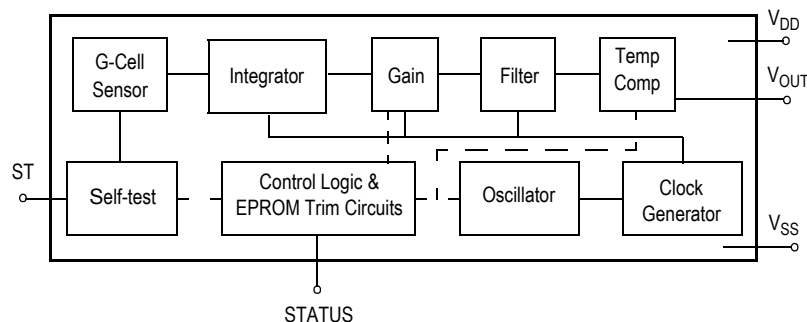 G-Cell
Sensor
Integrator
Gain
Filter
Temp
Comp
VDD
VOUT
ST
Self-test
Control Logic &
EPROM Trim Circuits
Oscillator
Clock
Generator
VSS
STATUS